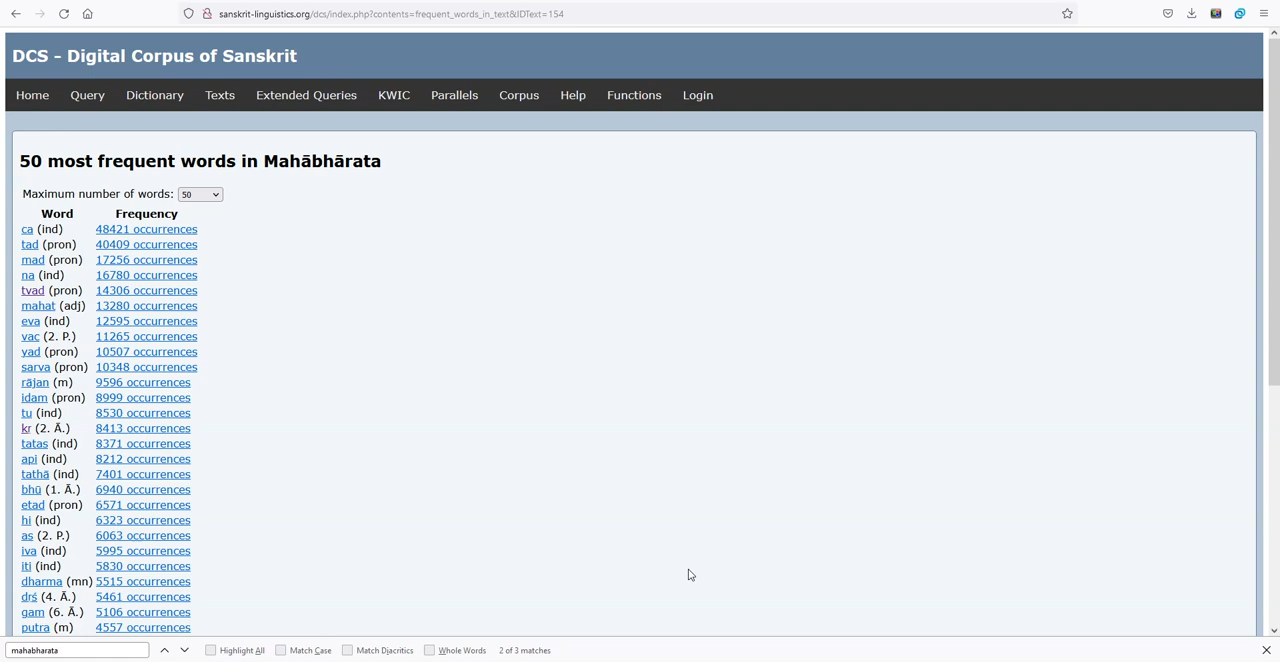 sanskrit-linguistics.org/dcs/index.php?contents=frequent_words_in_text&IDText=154
DCS - Digital Corpus of Sanskrit
Home Query Dictionary Texts Extended Queries KWIC Parallels Corpus Help Functions Login
50 most frequent words in Mahābhārata
Maximum number of words: 50
Word Frequency
ca (ind) 48421 occurrences
tad (pron) 40409 occurrences
mad (pron) 17256 occurrences
na (ind) 16780 occurrences
tvad (pron) 14306 occurrences
mahat (adj) 13280 occurrences
eva (ind) 12595 occurrences
vac (2. P.) 11265 occurrences
yad (pron) 10507 occurrences
sarva (pron) 10348 occurrences
rājan (m) 9596 occurrences
idam (pron) 8999 occurrences
tu (ind) 8530 occurrences
kṛ (2. Ā.) 8413 occurrences
tatas (ind) 8371 occurrences
api (ind) 8212 occurrences
tathā (ind) 7401 occurrences
bhū (1. Ā.) 6940 occurrences
etad (pron) 6571 occurrences
hi (ind) 6323 occurrences
as (2. P.) 6063 occurrences
iva (ind) 5995 occurrences
iti (ind) 5830 occurrences
dharma (mn) 5515 occurrences
dṛś (4. Ā.) 5461 occurrences
gam (6. Ā.) 5106 occurrences
putra (m) 4557 occurrences
mahabharata Highlight All Match Case Match Diacritics Whole Words 2 of 3 matches